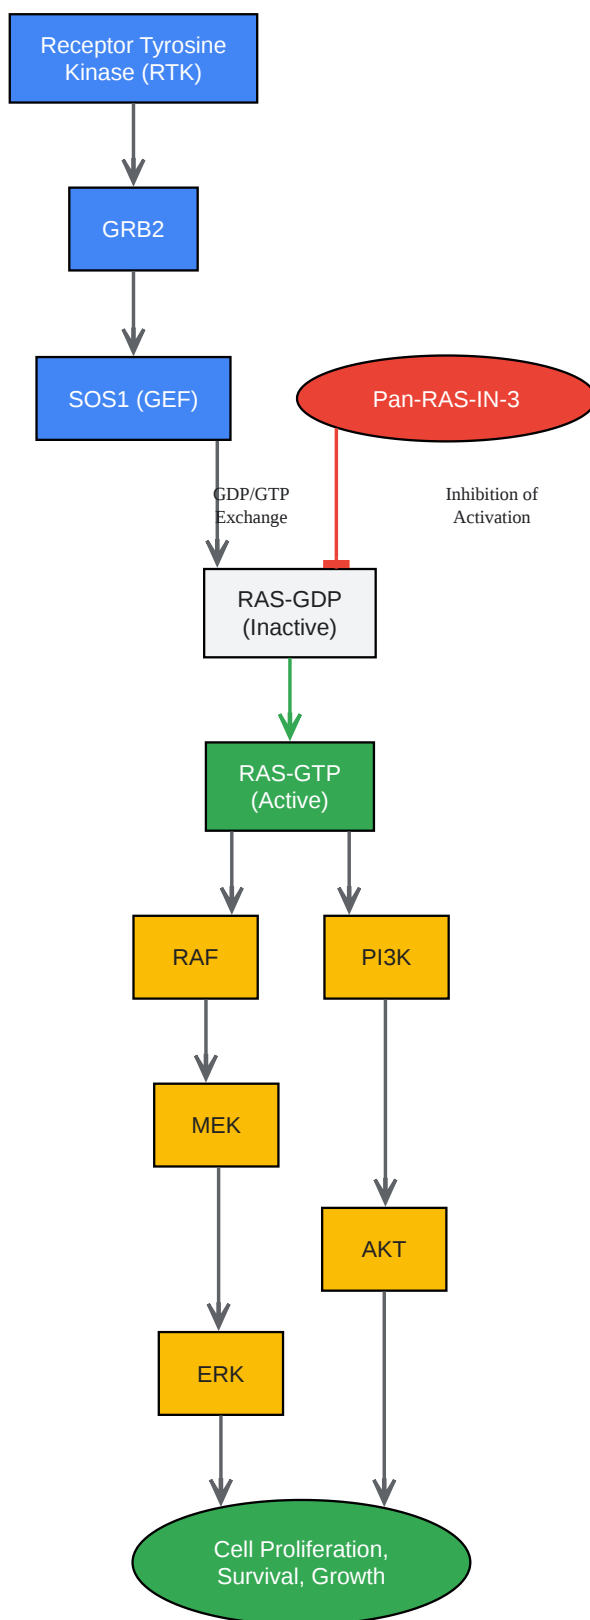 Receptor Tyrosine
Kinase (RTK)
GRB2
SOS1 (GEF)
Pan-RAS-IN-3
GDP/GTP
Exchange
Inhibition of
Activation
RAS-GDP
(Inactive)
RAS-GTP
(Active)
RAF
PI3K
MEK
AKT
ERK
Cell Proliferation,
Survival, Growth